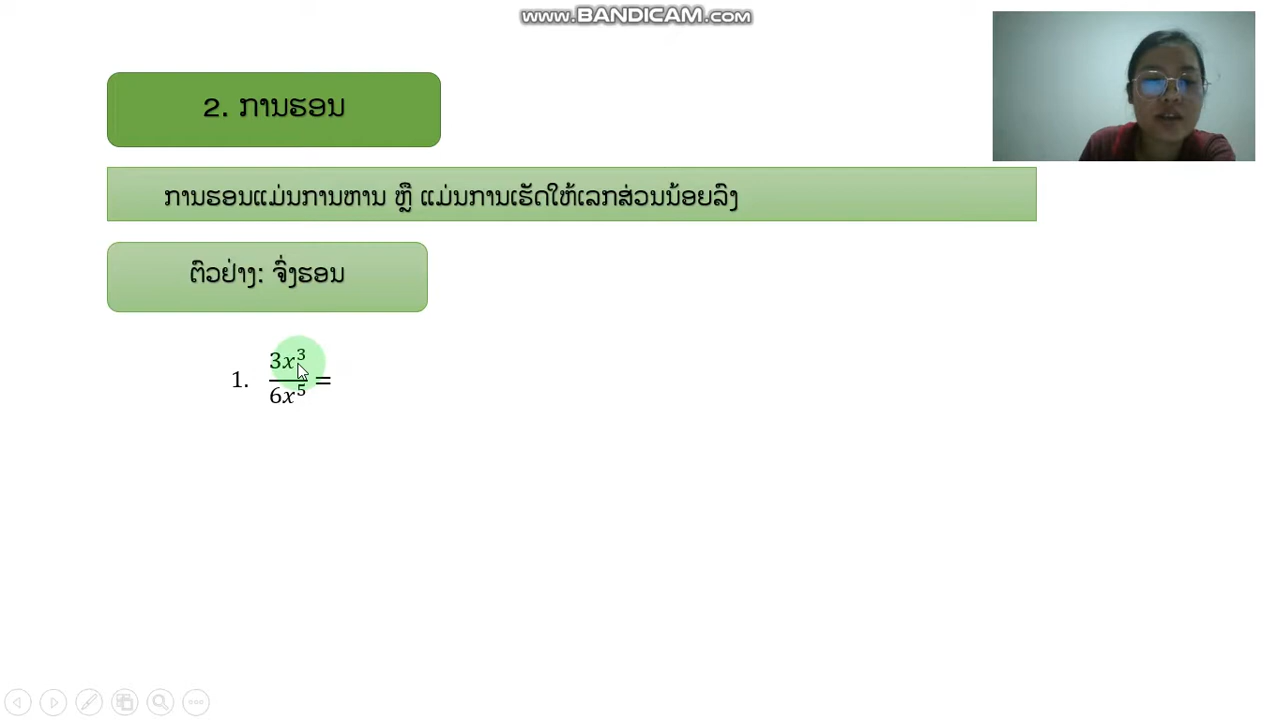 www.BANDICAM.com
2. ການຮອນ
ການຮອນແມ່ນການຫານ ຫຼື ແມ່ນການເຮັດໃຫ້ເລກສ່ວນນ້ອຍລົງ
ຕົວຢ່າງ: ຈົ່ງຮອນ
1. 3x³/6x⁵ =